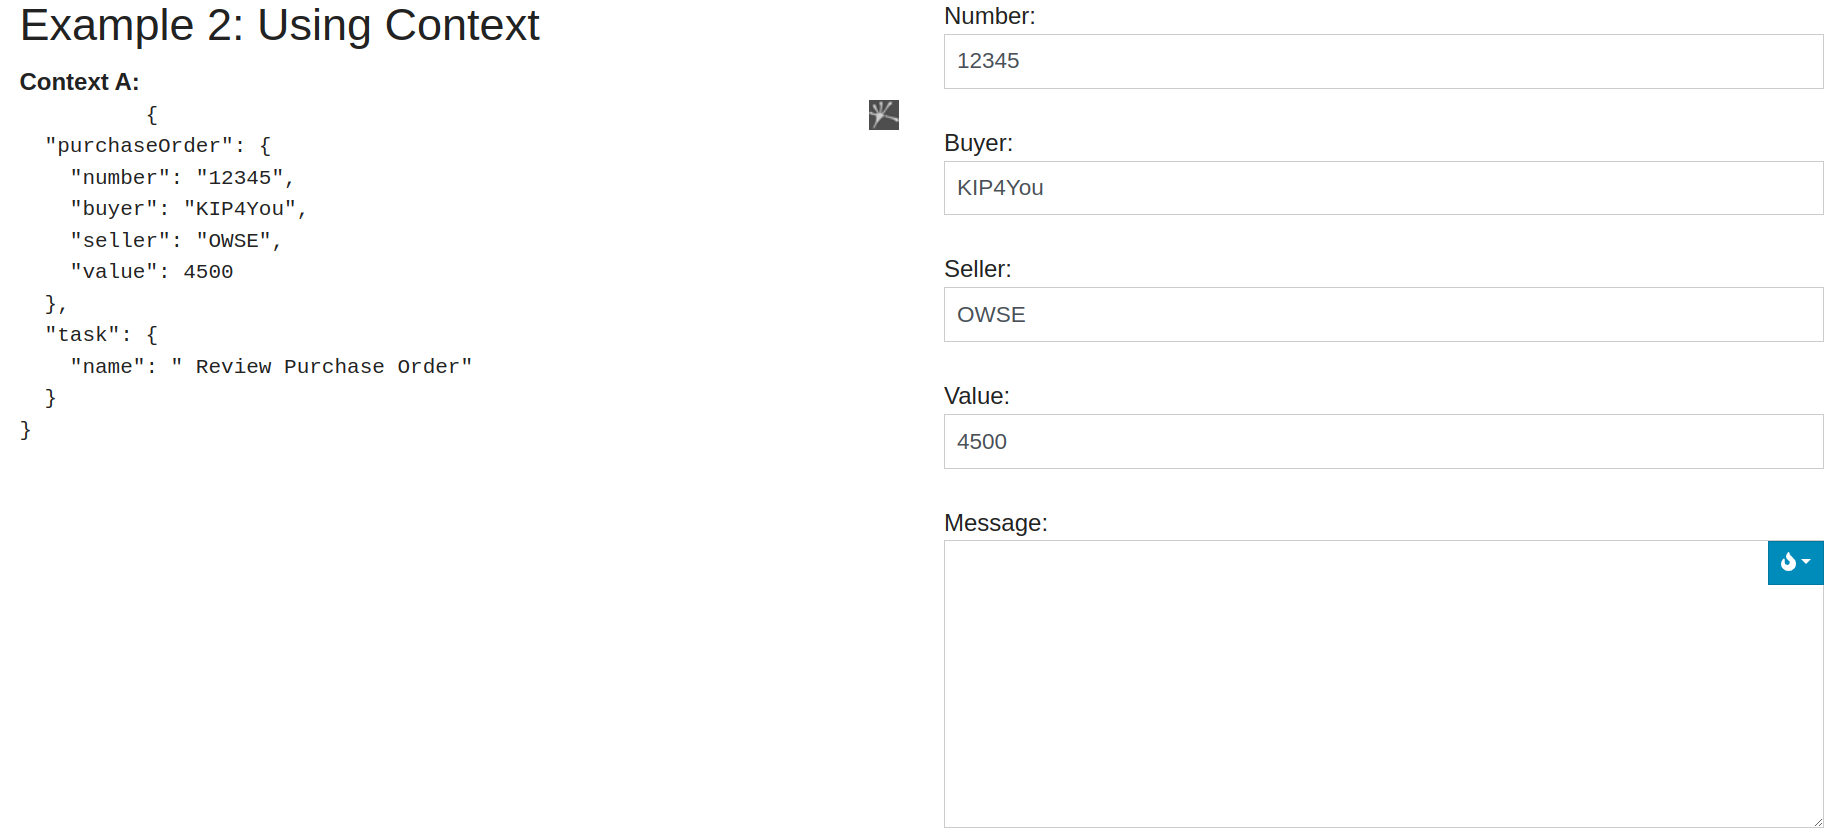 Example 2: Using Context
Context A:
{
"purchaseOrder": {
"number": "12345",
"buyer": "KIP4You",
"seller": "OWSE",
"value": 4500
},
"task": {
"name": " Review Purchase Order"
}
}
Number:
12345
Buyer:
KIP4You
Seller:
OWSE
Value:
4500
Message: